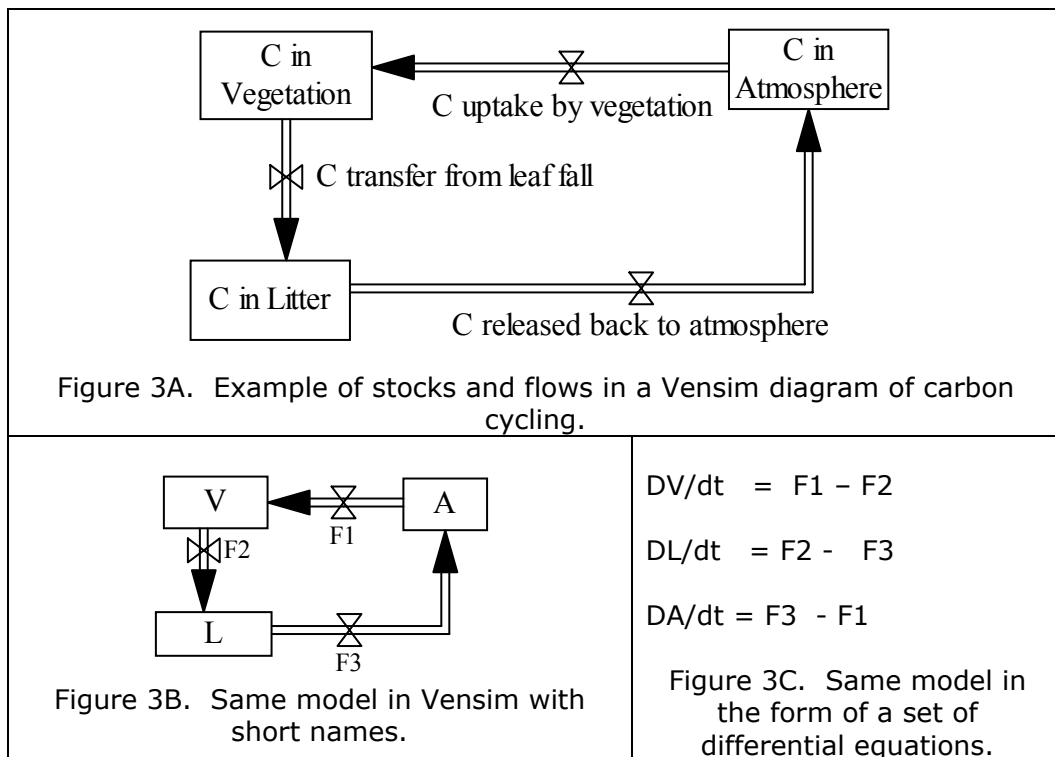 C in
Vegetation
C in
Atmosphere
C uptake by vegetation
C transfer from leaf fall
C in Litter
C released back to atmosphere
Figure 3A. Example of stocks and flows in a Vensim diagram of carbon
cycling.
V
A
F1
F2
L
F3
Figure 3B. Same model in Vensim with
short names.
DV/dt = F1 – F2
DL/dt = F2 - F3
DA/dt = F3 - F1
Figure 3C. Same model in
the form of a set of
differential equations.